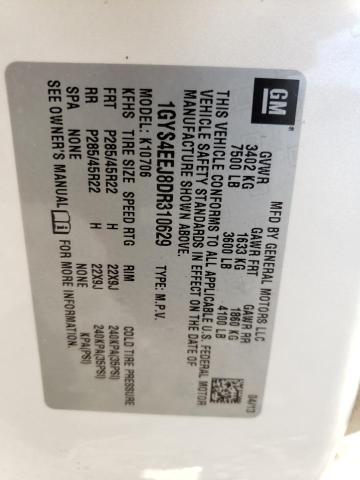 GM
MFD BY GENERAL MOTORS LLC
04/13
GVWR GAWR FRT GAWR RR
3402 KG 1633 KG 1860 KG
7500 LB 3600 LB 4100 LB
THIS VEHICLE CONFORMS TO ALL APPLICABLE U.S. FEDERAL MOTOR
VEHICLE SAFETY STANDARDS IN EFFECT ON THE DATE OF
MANUFACTURE SHOWN ABOVE.
1GYS4EEJ8DR310629 TYPE: M.P.V.
MODEL: K10706
KFHS TIRE SIZE SPEED RTG RIM COLD TIRE PRESSURE
FRT P285/45R22 H 22X9J 240KPA(35PSI)
RR P285/45R22 H 22X9J 240KPA(35PSI)
SPA NONE NONE KPA(PSI)
SEE OWNER'S MANUAL FOR MORE INFORMATION.